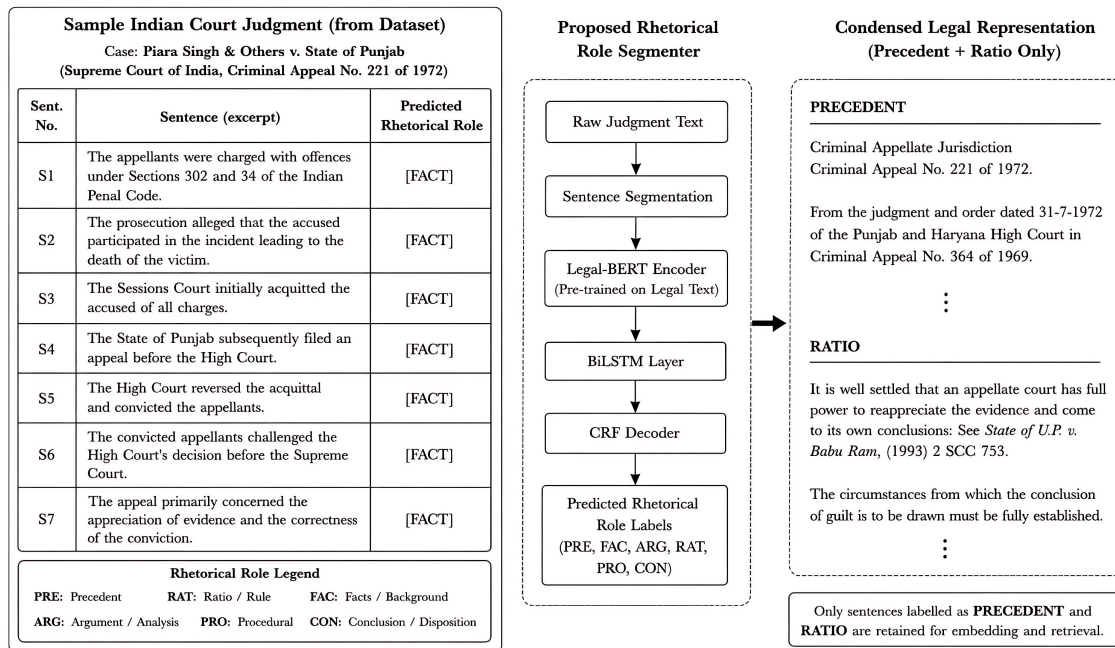 Sample Indian Court Judgment (from Dataset)
Case: Piara Singh & Others v. State of Punjab
(Supreme Court of India, Criminal Appeal No. 221 of 1972)
Sent. No.
Sentence (excerpt)
Predicted Rhetorical Role
S1
The appellants were charged with offences
under Sections 302 and 34 of the Indian
Penal Code.
[FACT]
S2
The prosecution alleged that the accused
participated in the incident leading to the
death of the victim.
[FACT]
S3
The Sessions Court initially acquitted the
accused of all charges.
[FACT]
S4
The State of Punjab subsequently filed an
appeal before the High Court.
[FACT]
S5
The High Court reversed the acquittal
and convicted the appellants.
[FACT]
S6
The convicted appellants challenged the
High Court's decision before the Supreme
Court.
[FACT]
S7
The appeal primarily concerned the
appreciation of evidence and the correctness
of the conviction.
[FACT]
Rhetorical Role Legend
PRE: Precedent RAT: Ratio / Rule FAC: Facts / Background
ARG: Argument / Analysis PRO: Procedural CON: Conclusion / Disposition
Proposed Rhetorical
Role Segmenter
Raw Judgment Text
Sentence Segmentation
Legal-BERT Encoder
(Pre-trained on Legal Text)
BiLSTM Layer
CRF Decoder
Predicted Rhetorical
Role Labels
(PRE, FAC, ARG, RAT,
PRO, CON)
Condensed Legal Representation
(Precedent + Ratio Only)
PRECEDENT
Criminal Appellate Jurisdiction
Criminal Appeal No. 221 of 1972.
From the judgment and order dated 31-7-1972
of the Punjab and Haryana High Court in
Criminal Appeal No. 364 of 1969.
⋮
RATIO
It is well settled that an appellate court has full
power to reappreciate the evidence and come
to its own conclusions: See State of U.P. v.
Babu Ram, (1993) 2 SCC 753.
The circumstances from which the conclusion
of guilt is to be drawn must be fully established.
⋮
Only sentences labelled as PRECEDENT and
RATIO are retained for embedding and retrieval.